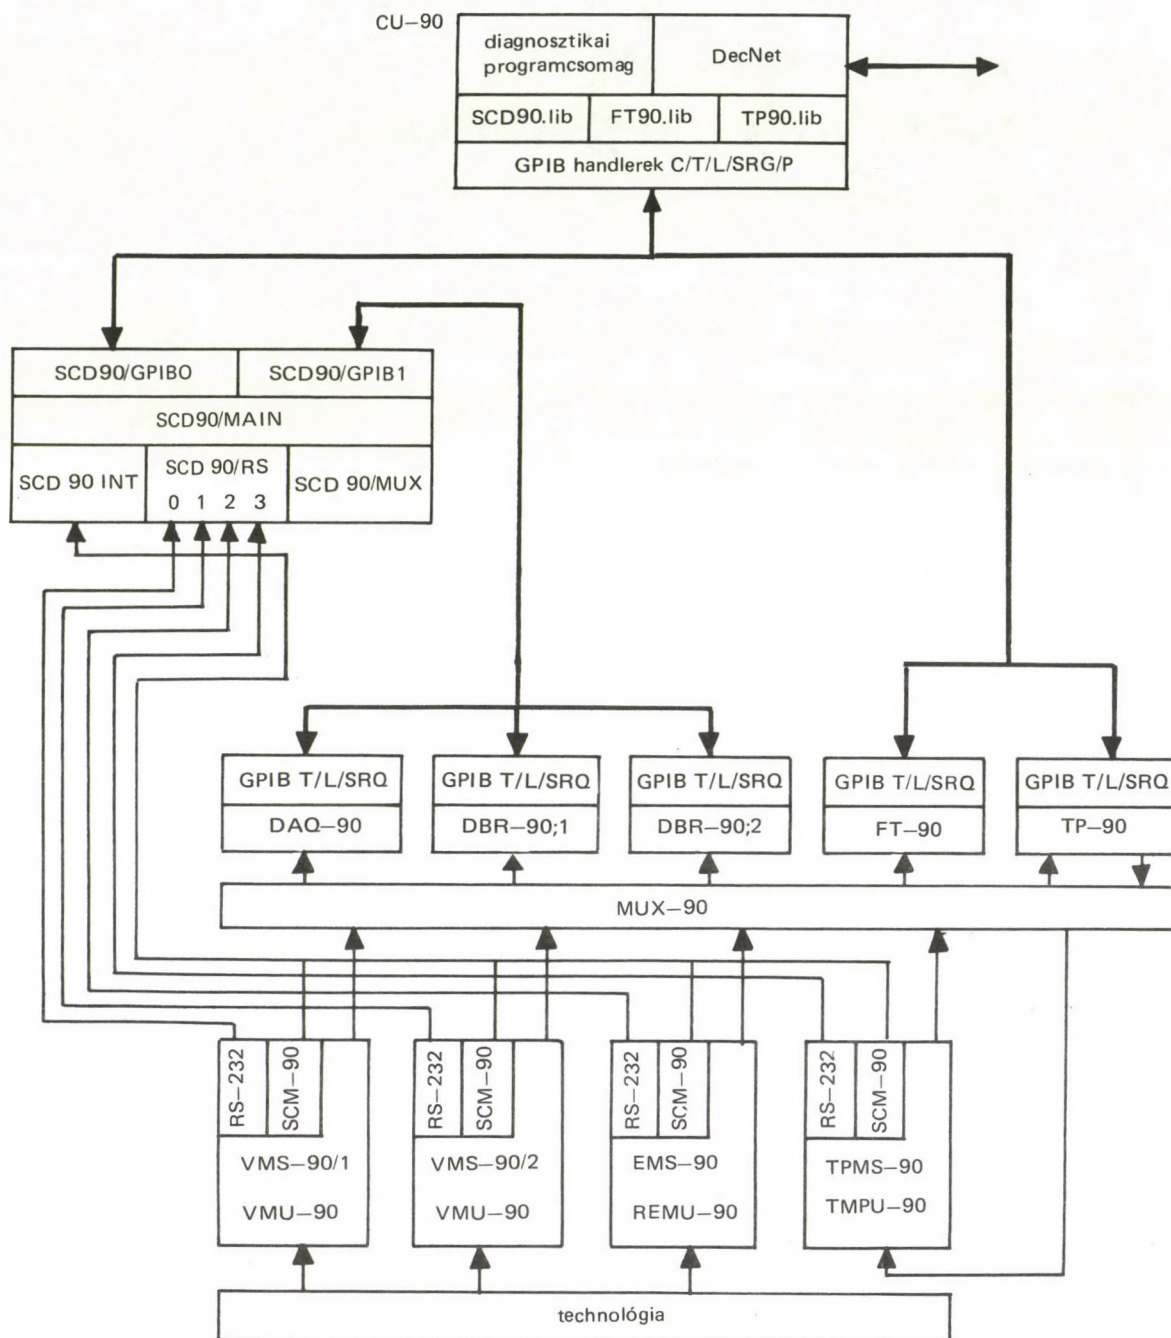 CU–90
diagnosztikai
programcsomag
DecNet
SCD90.lib
FT90.lib
TP90.lib
GPIB handlerek C/T/L/SRG/P
SCD90/GPIB0
SCD90/GPIB1
SCD90/MAIN
SCD 90 INT
SCD 90/RS
0 1 2 3
SCD 90/MUX
GPIB T/L/SRQ
DAQ–90
GPIB T/L/SRQ
DBR–90;1
GPIB T/L/SRQ
DBR–90;2
GPIB T/L/SRQ
FT–90
GPIB T/L/SRQ
TP–90
MUX–90
RS–232
SCM–90
VMS–90/1
VMU–90
RS–232
SCM–90
VMS–90/2
VMU–90
RS–232
SCM–90
EMS–90
REMU–90
RS–232
SCM–90
TPMS–90
TMPU–90
technológia